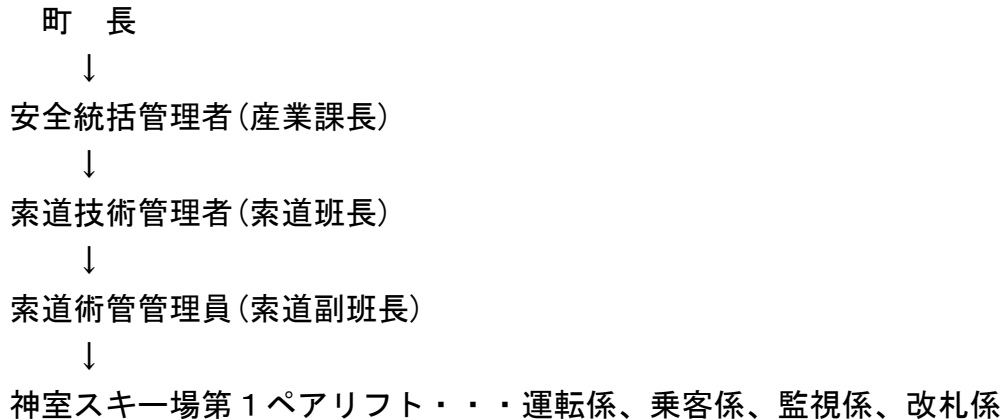 町　長
↓
安全統括管理者(産業課長)
↓
索道技術管理者(索道班長)
↓
索道術管管理員(索道副班長)
↓
神室スキー場第１ペアリフト・・・運転係、乗客係、監視係、改札係